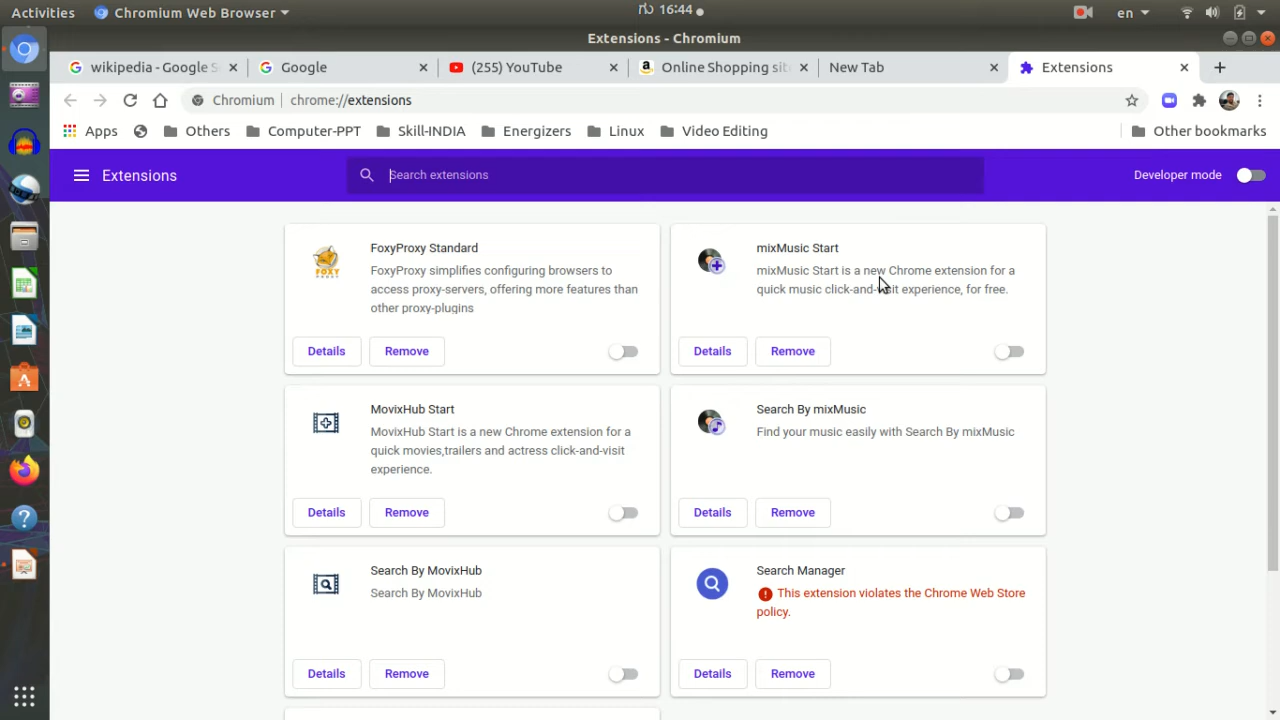 Activities
Chromium Web Browser
16:44
en
Extensions - Chromium
wikipedia - Google S
Google
(255) YouTube
a
Online Shopping sit
New Tab
Extensions
Chromium
chrome://extensions
Apps
Others
Computer-PPT
Skill-INDIA
Energizers
Linux
Video Editing
Other bookmarks
Extensions
Search extensions
Developer mode
FOXY
FoxyProxy Standard
FoxyProxy simplifies configuring browsers to
access proxy-servers, offering more features than
other proxy-plugins
Details
Remove
mixMusic Start
mixMusic Start is a new Chrome extension for a
quick music click-and-visit experience, for free.
Details
Remove
MovixHub Start
MovixHub Start is a new Chrome extension for a
quick movies,trailers and actress click-and-visit
experience.
Details
Remove
Search By mixMusic
Find your music easily with Search By mixMusic
Details
Remove
Search By MovixHub
Search By MovixHub
Details
Remove
Search Manager
This extension violates the Chrome Web Store
policy.
Details
Remove